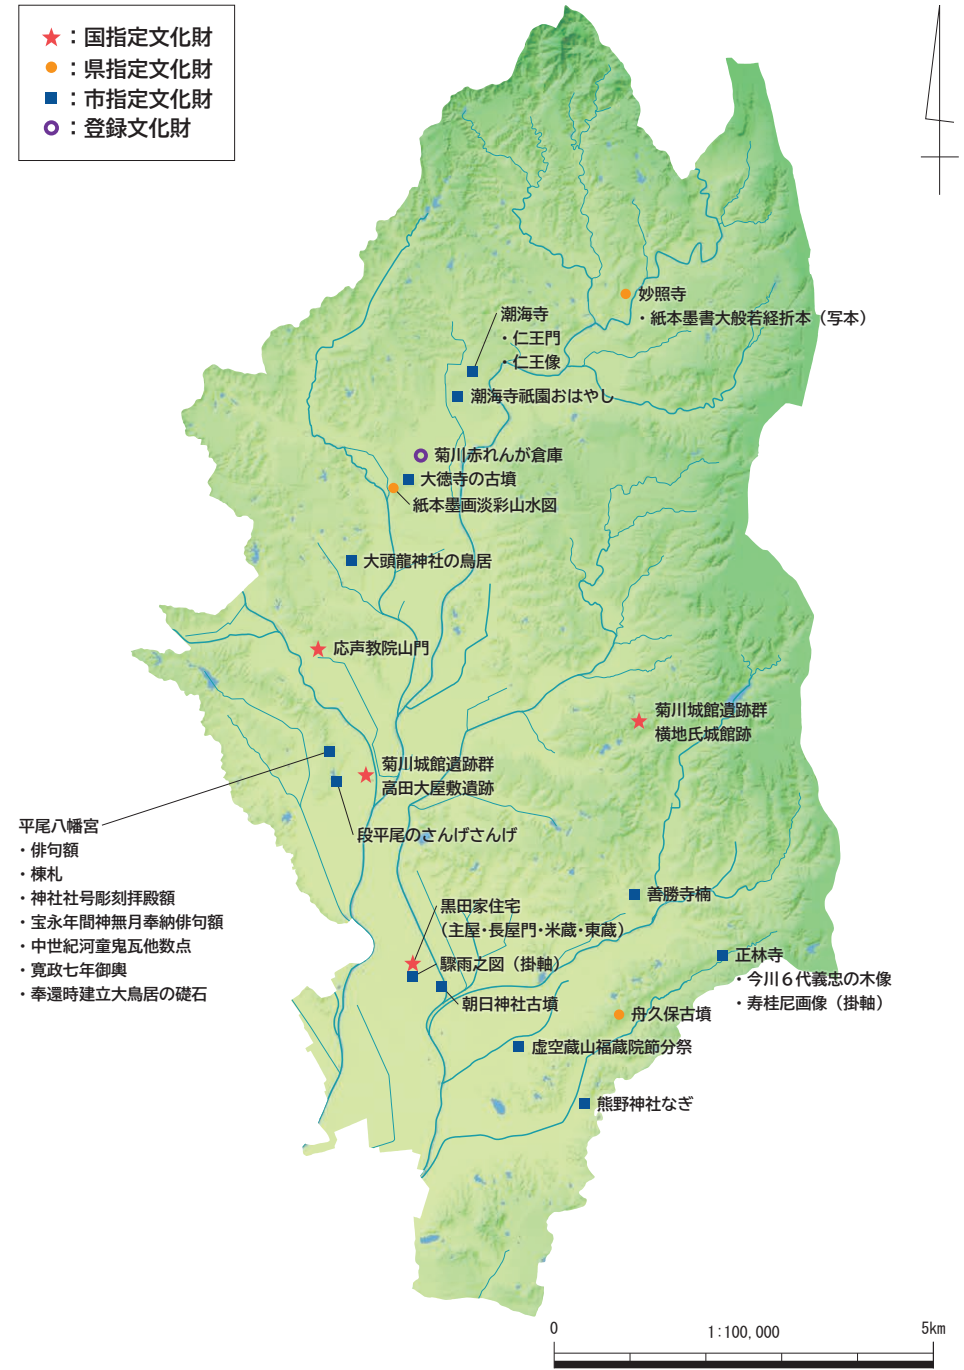 ★：国指定文化財
●：県指定文化財
■：市指定文化財
○：登録文化財
妙照寺
・紙本墨書大般若経折本（写本）
潮海寺
・仁王門
・仁王像
潮海寺祇園おはやし
菊川赤れんが倉庫
大徳寺の古墳
紙本墨画淡彩山水図
大頭龍神社の鳥居
応声教院山門
菊川城館遺跡群
横地氏城館跡
菊川城館遺跡群
高田大屋敷遺跡
段平尾のさんげさんげ
平尾八幡宮
・俳句額
・棟札
・神社社号彫刻拝殿額
・宝永年間神無月奉納俳句額
・中世紀河童鬼瓦他数点
・寛政七年御輿
・奉還時建立大鳥居の礎石
善勝寺楠
黒田家住宅
（主屋・長屋門・米蔵・東蔵）
驟雨之図（掛軸）
朝日神社古墳
正林寺
・今川６代義忠の木像
・寿桂尼画像（掛軸）
舟久保古墳
虚空蔵山福蔵院節分祭
熊野神社なぎ
0 1:100,000 5km